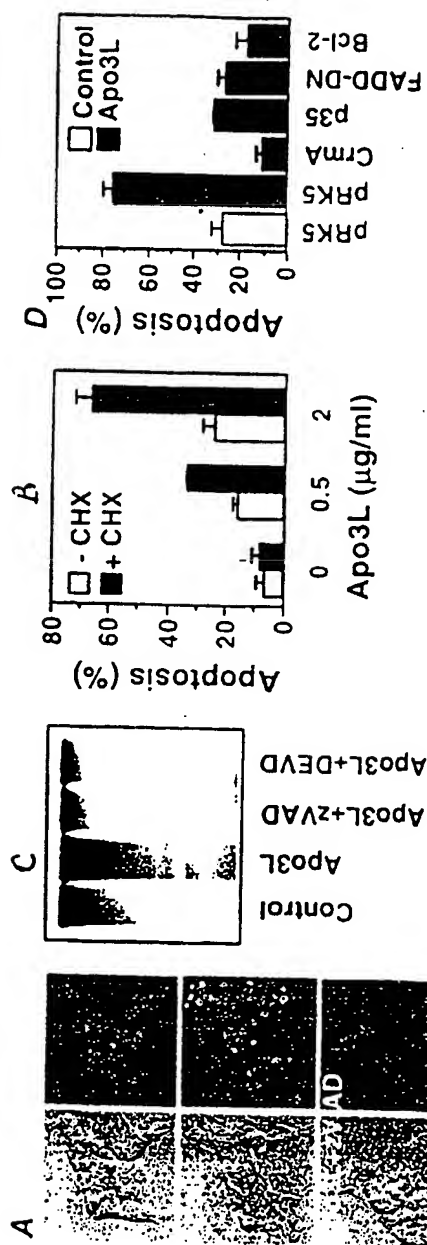 A
AD
C
Control
Apo3L
Apo3L+zVAD
Apo3L+DEVD
B
- CHX
+ CHX
Apoptosis (%)
80
60
40
20
0
0
0.5
2
Apo3L (µg/ml)
D
Control
Apo3L
Apoptosis (%)
100
80
60
40
20
0
pRK5
pRK5
CrmA
p35
FADD-DN
Bcl-2